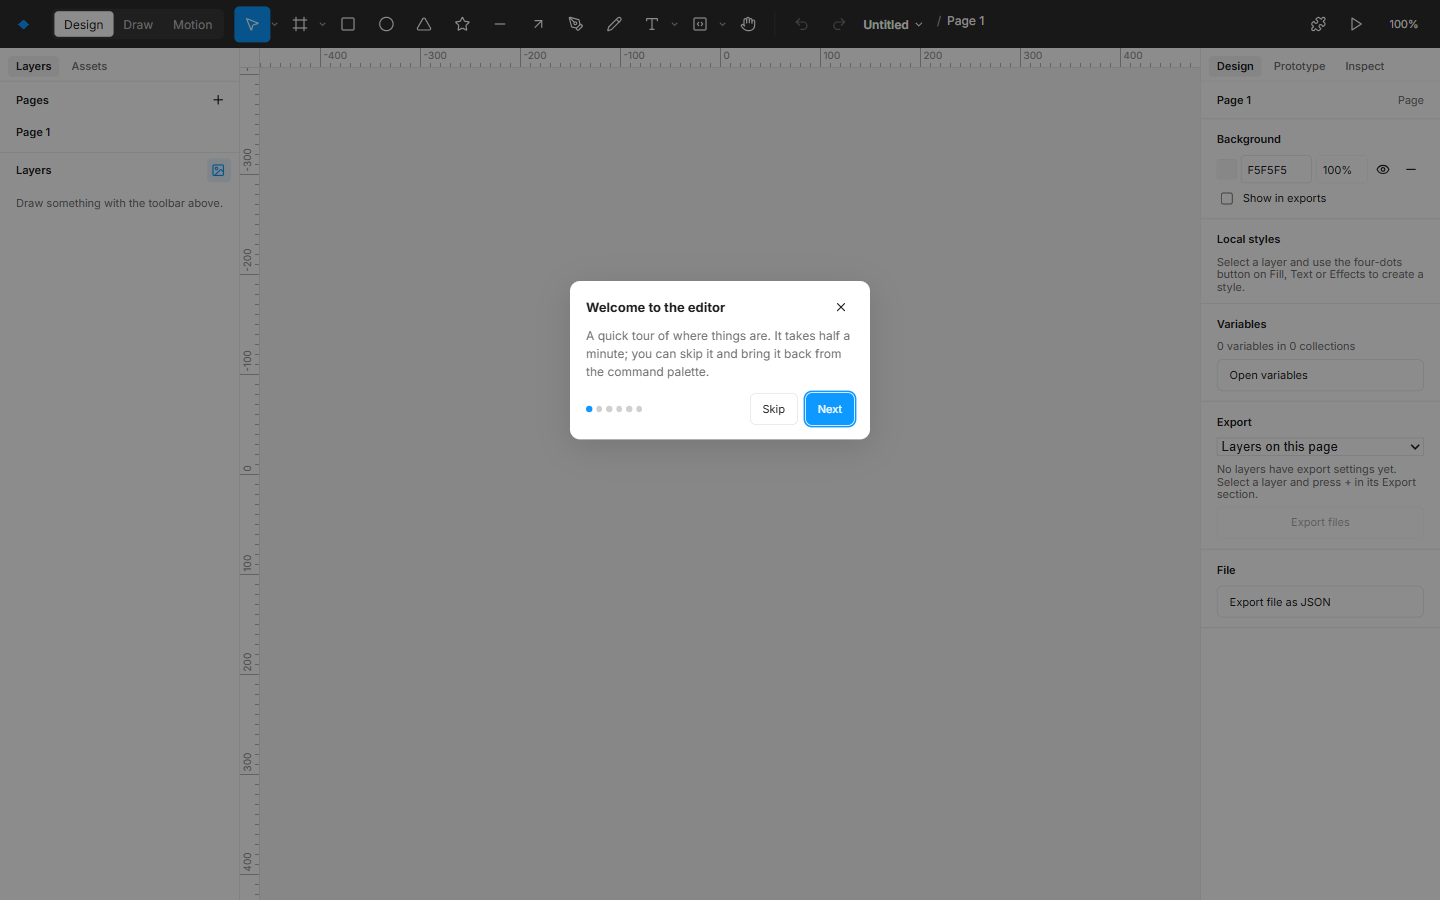 Design Draw Motion Untitled / Page 1 100%
Layers Assets
Pages
Page 1
Layers
Draw something with the toolbar above.
-400 -300 -200 -100 0 100 200 300 400
-300
-200
-100
0
100
200
300
400
Welcome to the editor
A quick tour of where things are. It takes half a
minute; you can skip it and bring it back from
the command palette.
Skip Next
Design Prototype Inspect
Page 1 Page
Background
F5F5F5 100%
Show in exports
Local styles
Select a layer and use the four-dots
button on Fill, Text or Effects to create a
style.
Variables
0 variables in 0 collections
Open variables
Export
Layers on this page
No layers have export settings yet.
Select a layer and press + in its Export
section.
Export files
File
Export file as JSON